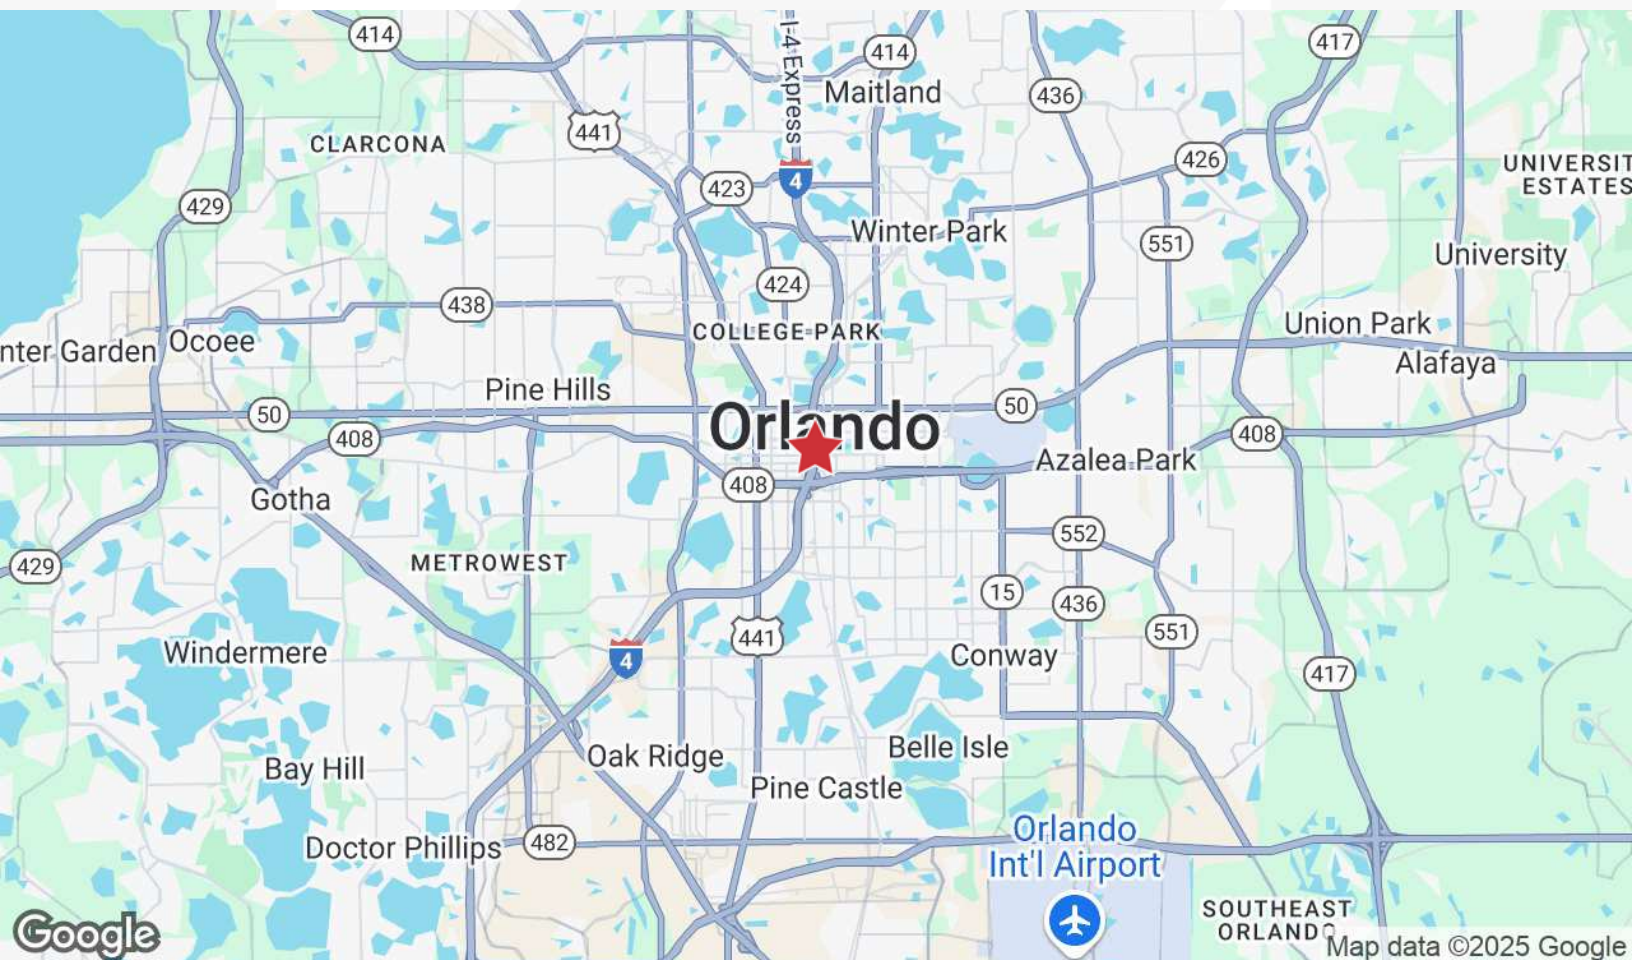 414
I-4 Express
414
417
Maitland
436
441
CLARCONA
426
UNIVERSIT
ESTATES
423
4
429
Winter Park
551
University
424
438
Union Park
COLLEGE PARK
Ocoee
nter Garden
Alafaya
Pine Hills
50
50
Orlando
408
408
Azalea Park
408
Gotha
552
METROWEST
429
15
436
551
441
Windermere
4
Conway
417
Oak Ridge
Belle Isle
Bay Hill
Pine Castle
Orlando
Int'l Airport
482
Doctor Phillips
SOUTHEAST
ORLANDO
Google
Map data ©2025 Google